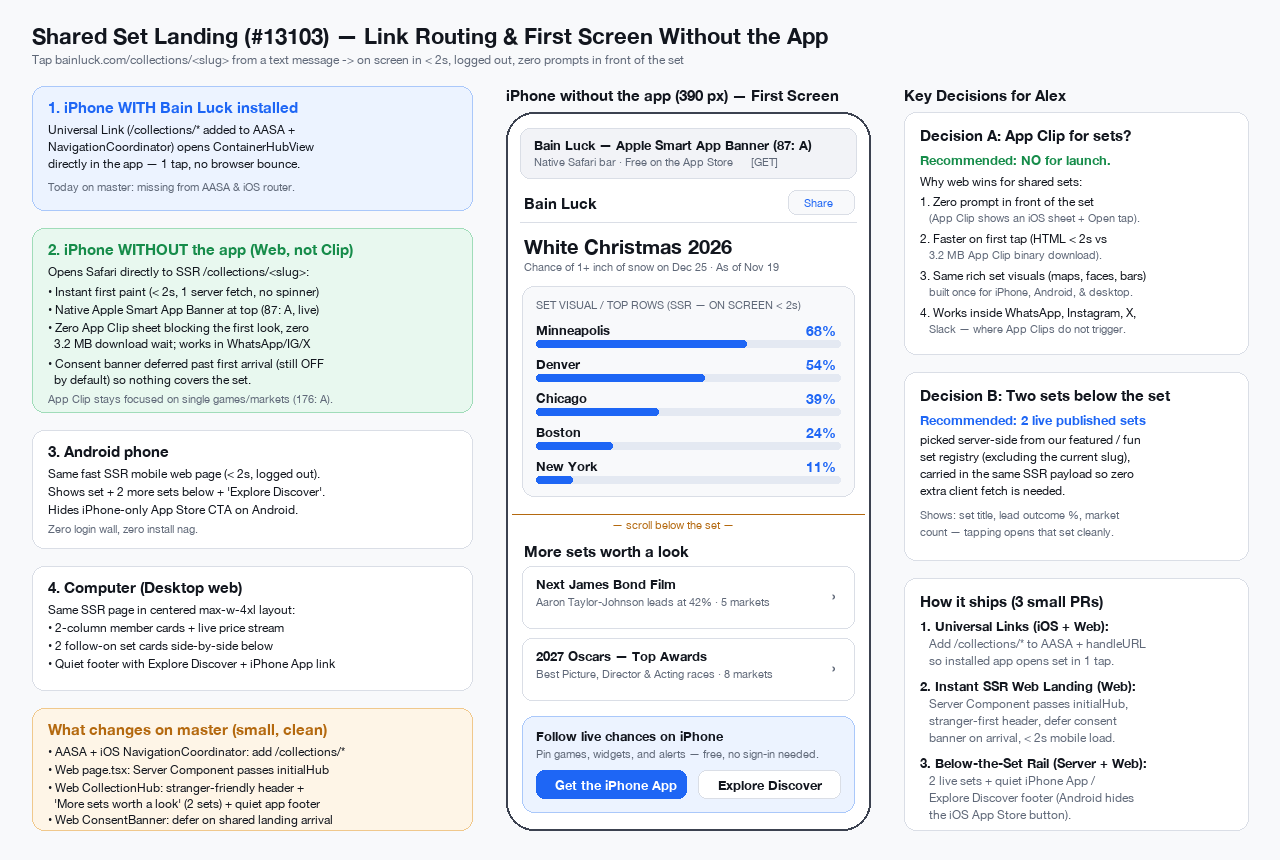 Shared Set Landing (#13103) — Link Routing & First Screen Without the App
Tap bainluck.com/collections/<slug> from a text message -> on screen in < 2s, logged out, zero prompts in front of the set
1. iPhone WITH Bain Luck installed
Universal Link (/collections/* added to AASA +
NavigationCoordinator) opens ContainerHubView
directly in the app — 1 tap, no browser bounce.
Today on master: missing from AASA & iOS router.
2. iPhone WITHOUT the app (Web, not Clip)
Opens Safari directly to SSR /collections/<slug>:
• Instant first paint (< 2s, 1 server fetch, no spinner)
• Native Apple Smart App Banner at top (87: A, live)
• Zero App Clip sheet blocking the first look, zero
3.2 MB download wait; works in WhatsApp/IG/X
• Consent banner deferred past first arrival (still OFF
by default) so nothing covers the set.
App Clip stays focused on single games/markets (176: A).
3. Android phone
Same fast SSR mobile web page (< 2s, logged out).
Shows set + 2 more sets below + 'Explore Discover'.
Hides iPhone-only App Store CTA on Android.
Zero login wall, zero install nag.
4. Computer (Desktop web)
Same SSR page in centered max-w-4xl layout:
• 2-column member cards + live price stream
• 2 follow-on set cards side-by-side below
• Quiet footer with Explore Discover + iPhone App link
What changes on master (small, clean)
• AASA + iOS NavigationCoordinator: add /collections/*
• Web page.tsx: Server Component passes initialHub
• Web CollectionHub: stranger-friendly header +
'More sets worth a look' (2 sets) + quiet app footer
• Web ConsentBanner: defer on shared landing arrival
iPhone without the app (390 px) — First Screen
Bain Luck — Apple Smart App Banner (87: A)
Native Safari bar · Free on the App Store [GET]
Bain Luck Share
White Christmas 2026
Chance of 1+ inch of snow on Dec 25 · As of Nov 19
SET VISUAL / TOP ROWS (SSR — ON SCREEN < 2s)
Minneapolis 68%
Denver 54%
Chicago 39%
Boston 24%
New York 11%
— scroll below the set —
More sets worth a look
Next James Bond Film
Aaron Taylor-Johnson leads at 42% · 5 markets ›
2027 Oscars — Top Awards
Best Picture, Director & Acting races · 8 markets ›
Follow live chances on iPhone
Pin games, widgets, and alerts — free, no sign-in needed.
Get the iPhone App Explore Discover
Key Decisions for Alex
Decision A: App Clip for sets?
Recommended: NO for launch.
Why web wins for shared sets:
1. Zero prompt in front of the set
(App Clip shows an iOS sheet + Open tap).
2. Faster on first tap (HTML < 2s vs
3.2 MB App Clip binary download).
3. Same rich set visuals (maps, faces, bars)
built once for iPhone, Android, & desktop.
4. Works inside WhatsApp, Instagram, X,
Slack — where App Clips do not trigger.
Decision B: Two sets below the set
Recommended: 2 live published sets
picked server-side from our featured / fun
set registry (excluding the current slug),
carried in the same SSR payload so zero
extra client fetch is needed.
Shows: set title, lead outcome %, market
count — tapping opens that set cleanly.
How it ships (3 small PRs)
1. Universal Links (iOS + Web):
Add /collections/* to AASA + handleURL
so installed app opens set in 1 tap.
2. Instant SSR Web Landing (Web):
Server Component passes initialHub,
stranger-first header, defer consent
banner on arrival, < 2s mobile load.
3. Below-the-Set Rail (Server + Web):
2 live sets + quiet iPhone App /
Explore Discover footer (Android hides
the iOS App Store button).